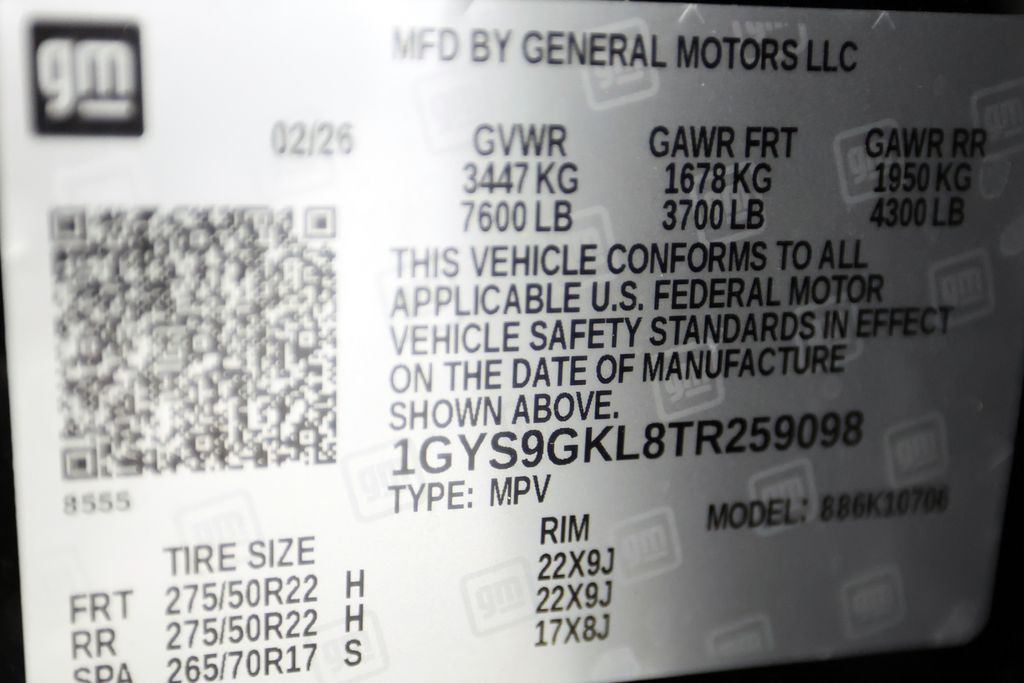 gm
MFD BY GENERAL MOTORS LLC
02/26
GVWR GAWR FRT GAWR RR
3447 KG 1678 KG 1950 KG
7600 LB 3700 LB 4300 LB
THIS VEHICLE CONFORMS TO ALL
APPLICABLE U.S. FEDERAL MOTOR
VEHICLE SAFETY STANDARDS IN EFFECT
ON THE DATE OF MANUFACTURE
SHOWN ABOVE.
1GYS9GKL8TR259098
TYPE: MPV
8555
MODEL: 886K10706
TIRE SIZE RIM
FRT 275/50R22 H 22X9J
RR 275/50R22 H 22X9J
SPA 265/70R17 S 17X8J